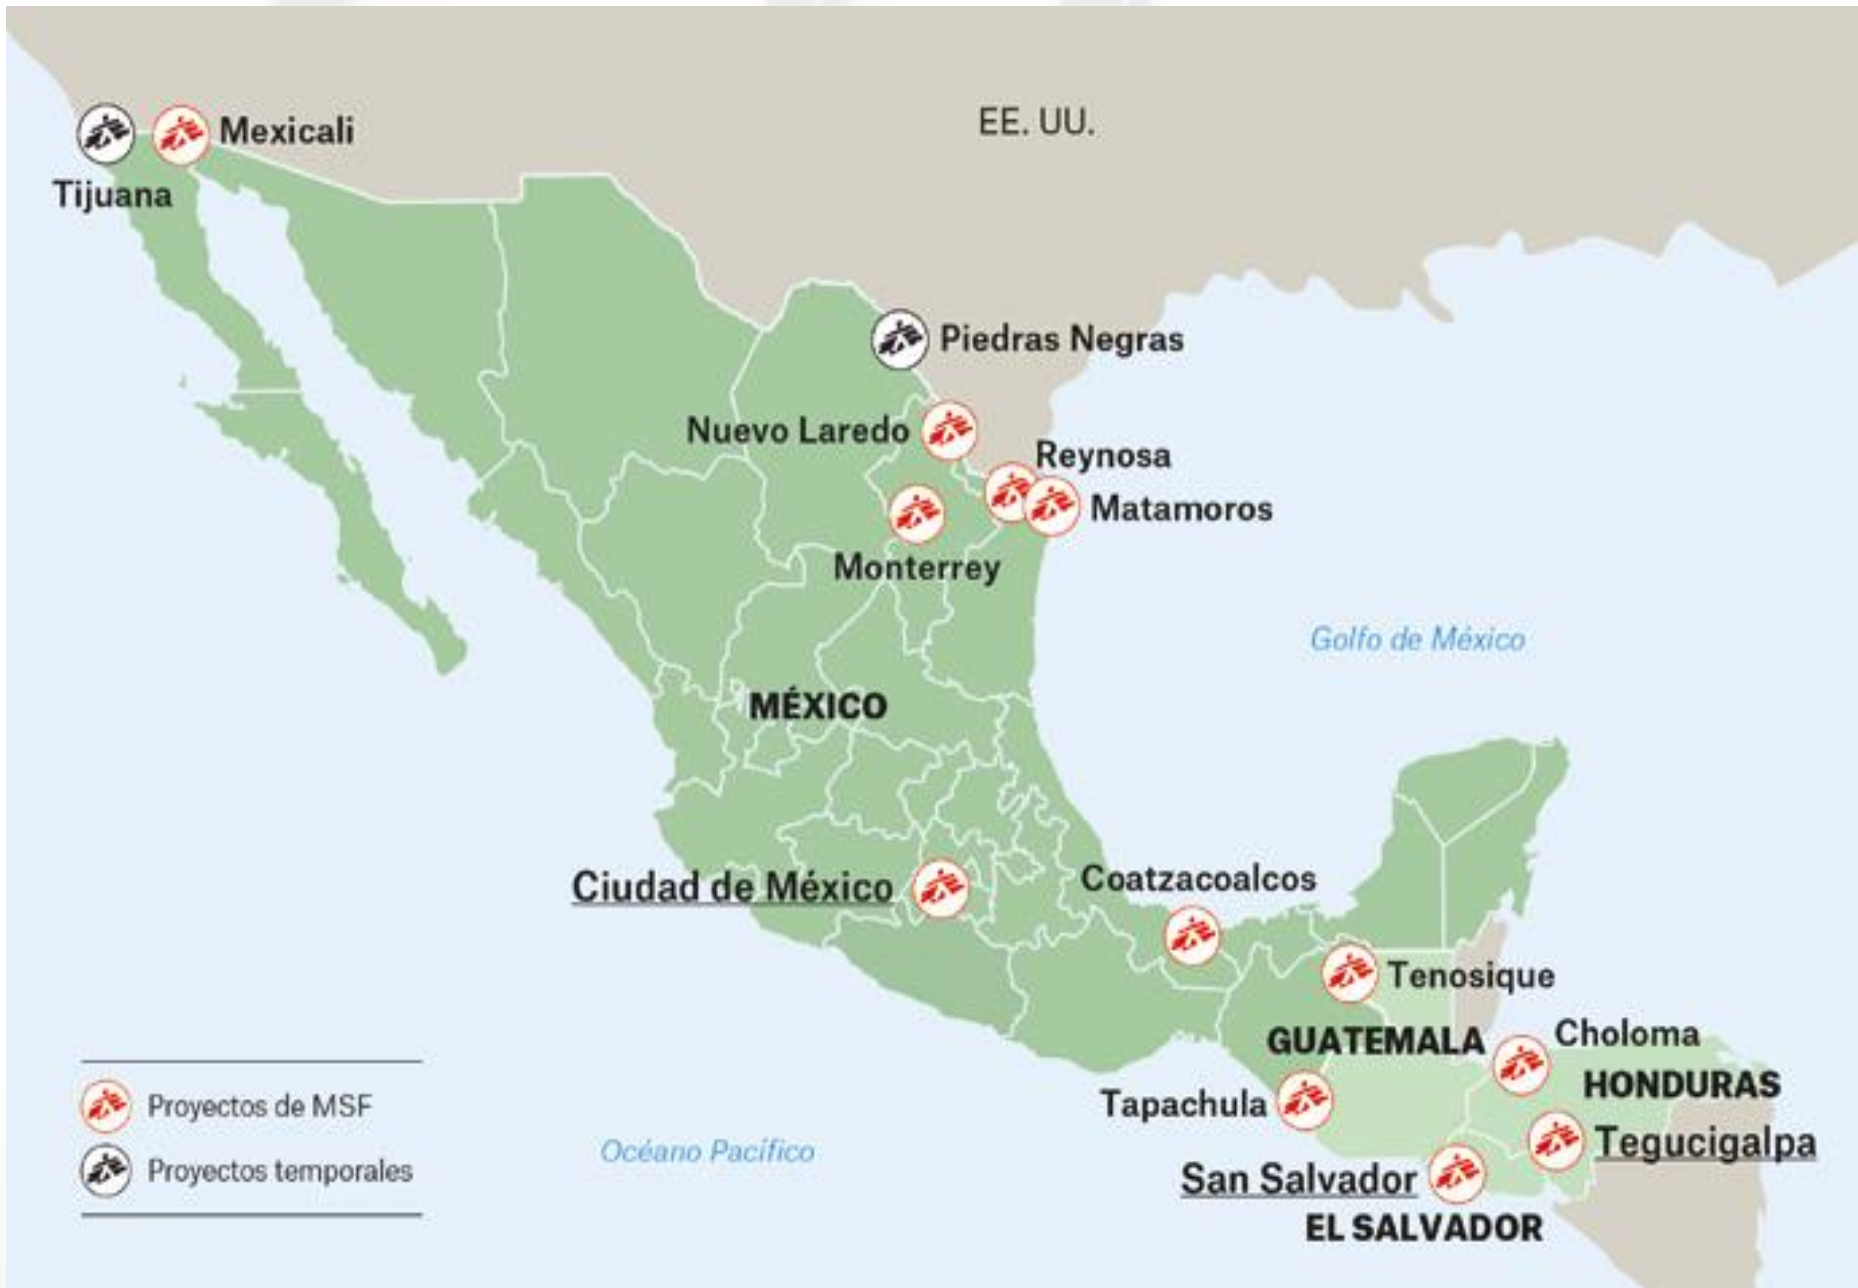 EE. UU.
Mexicali
Tijuana
Piedras Negras
Nuevo Laredo
Reynosa
Matamoros
Monterrey
Golfo de México
MÉXICO
Ciudad de México
Coatzacoalcos
Tenosique
Choloma
GUATEMALA
HONDURAS
Tapachula
Proyectos de MSF
Tegucigalpa
Océano Pacífico
Proyectos temporales
San Salvador
EL SALVADOR